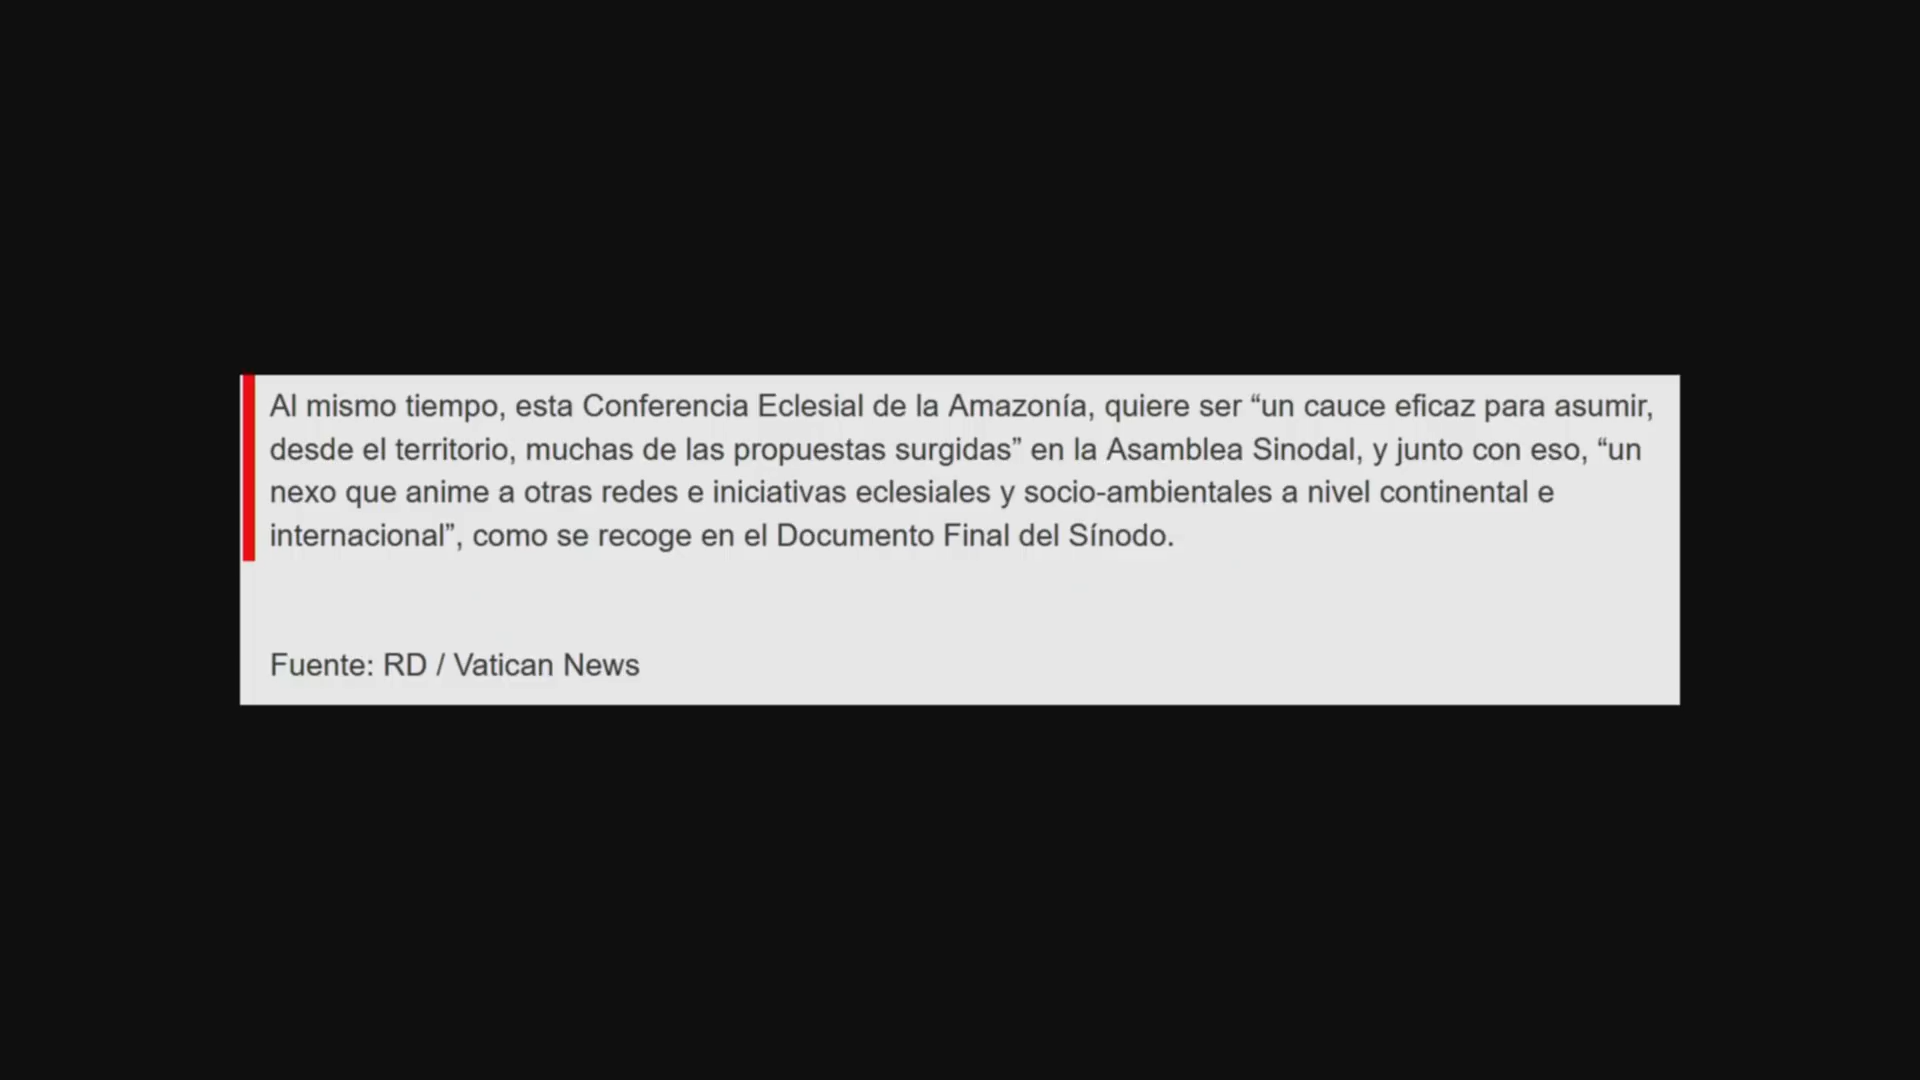 Al mismo tiempo, esta Conferencia Eclesial de la Amazonía, quiere ser “un cauce eficaz para asumir,
desde el territorio, muchas de las propuestas surgidas” en la Asamblea Sinodal, y junto con eso, “un
nexo que anime a otras redes e iniciativas eclesiales y socio-ambientales a nivel continental e
internacional”, como se recoge en el Documento Final del Sínodo.
Fuente: RD / Vatican News